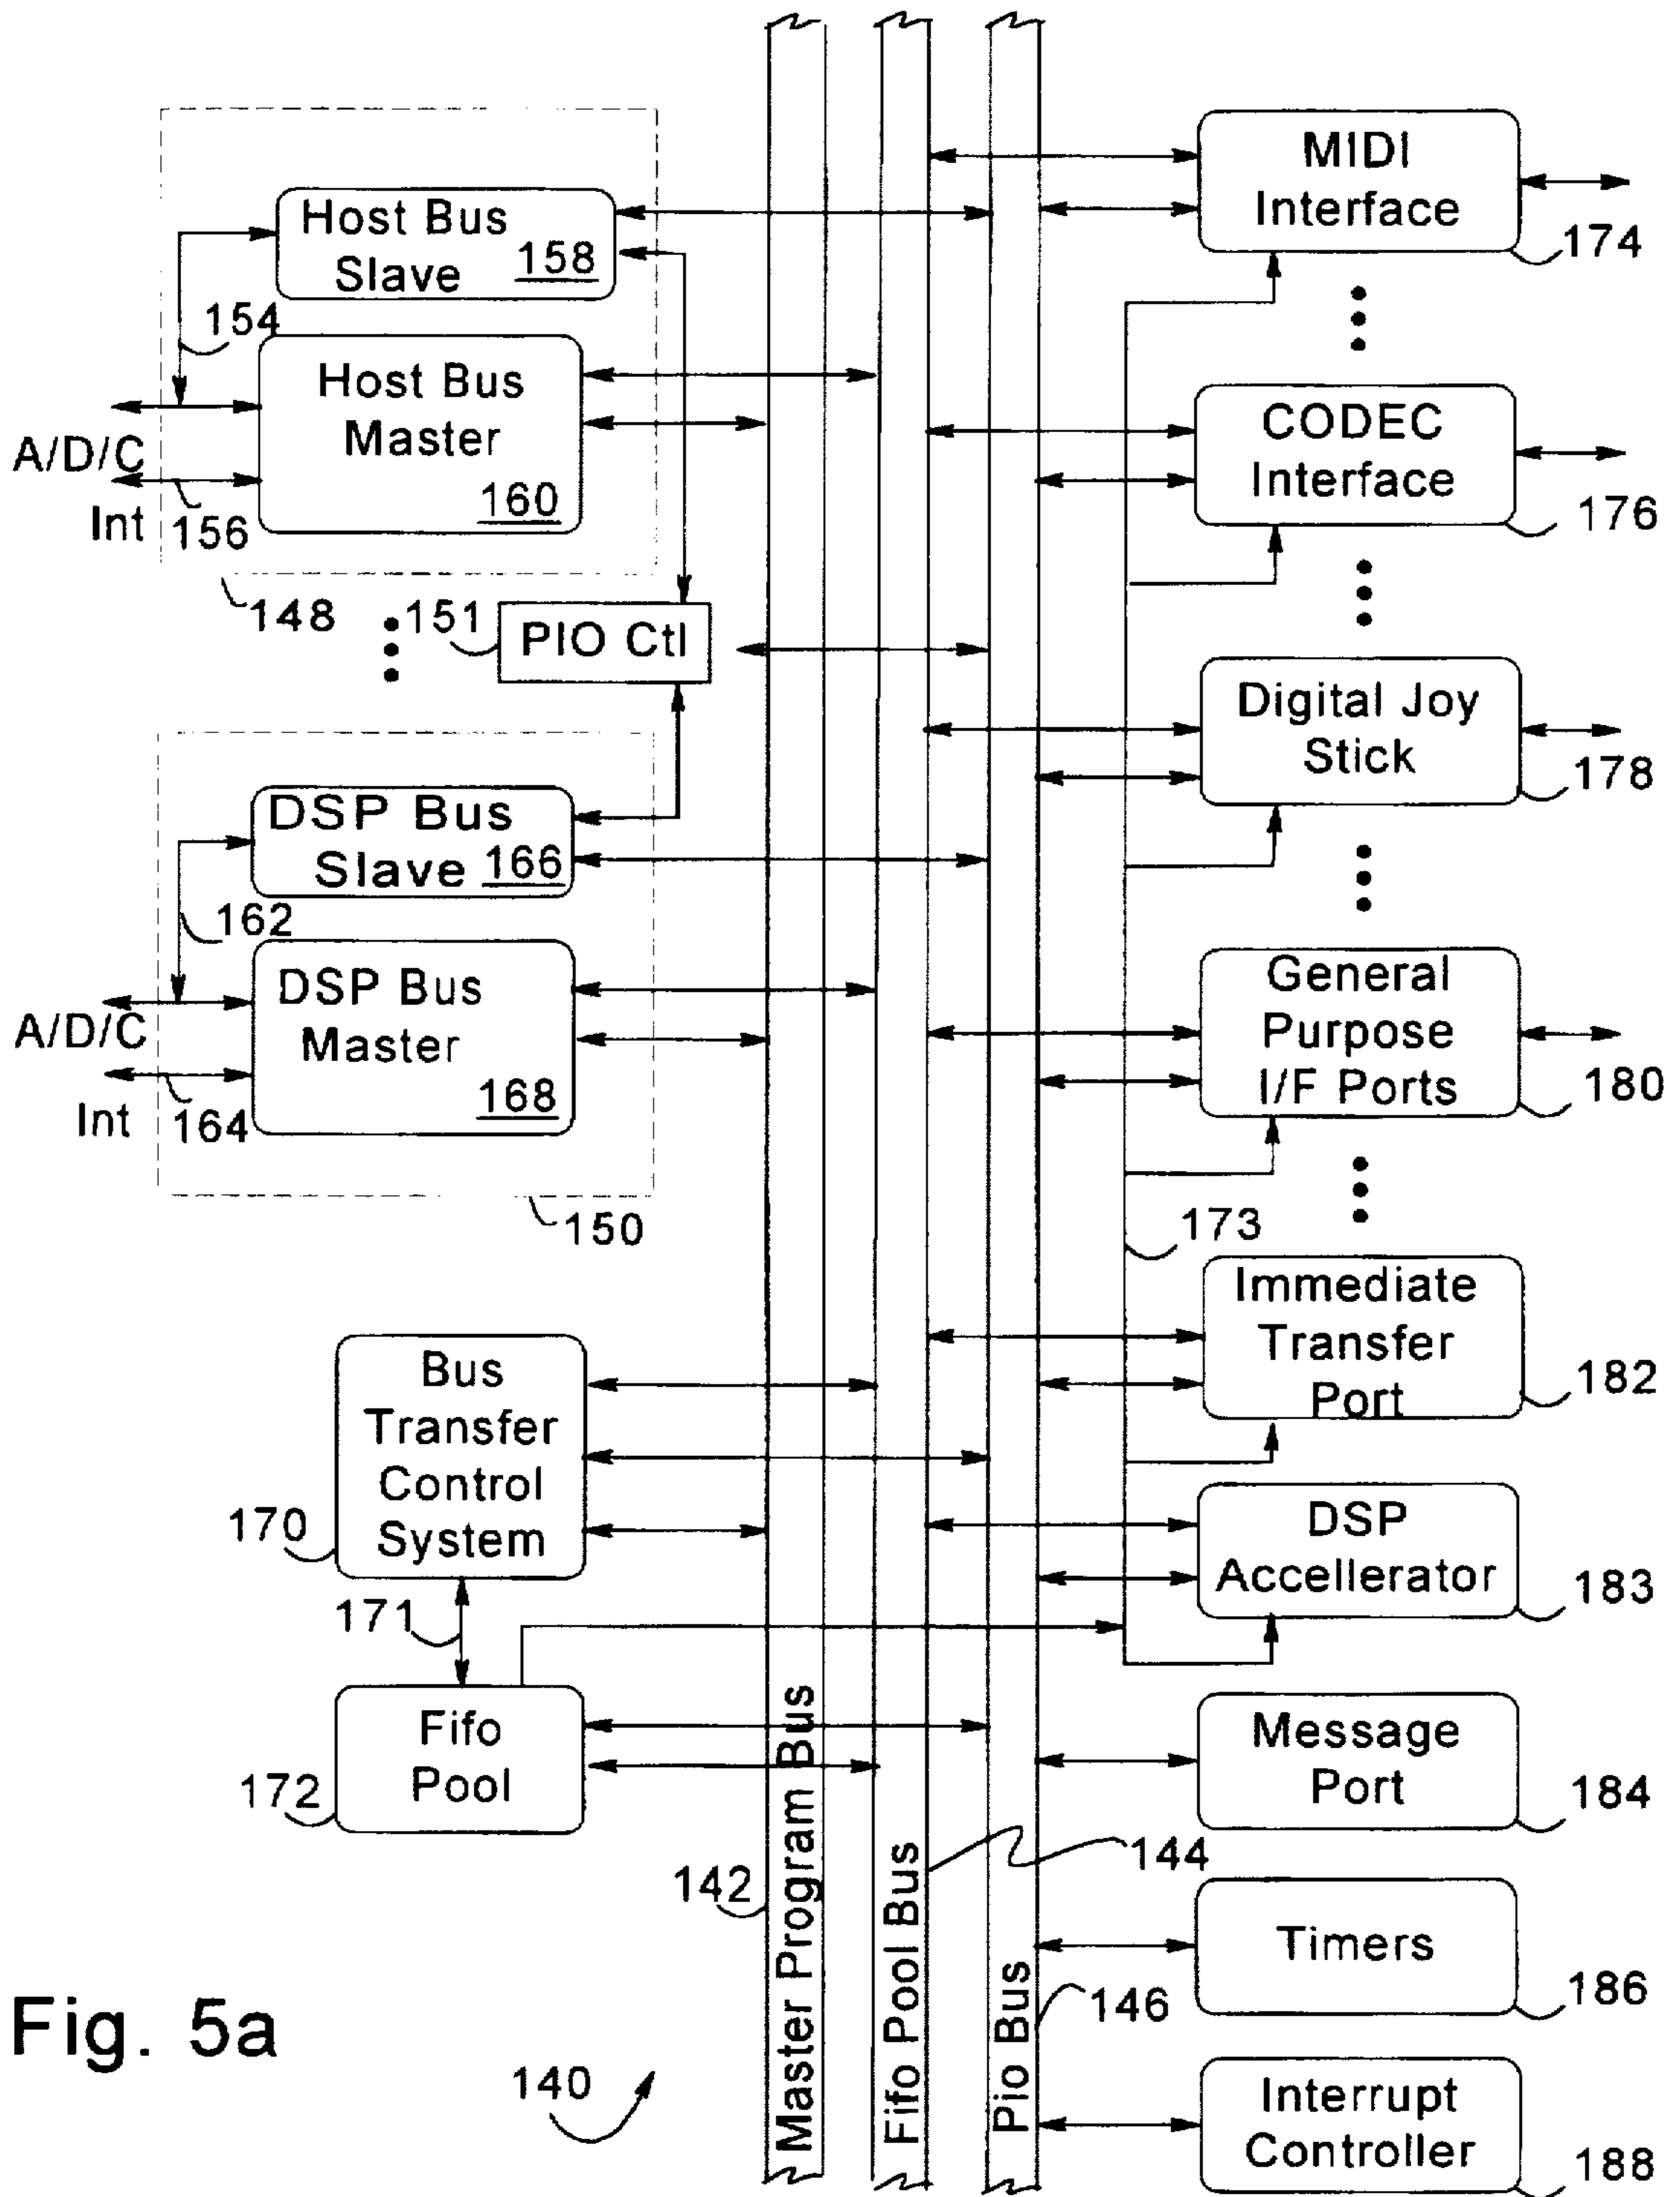 MIDI
Interface
174
Host Bus
Slave 158
154
Host Bus
Master
160
A/D/C
Int 156
148
CODEC
Interface
176
151
PIO Ctl
Digital Joy
Stick
178
DSP Bus
Slave 166
162
DSP Bus
Master
168
A/D/C
Int 164
150
General
Purpose
I/F Ports
180
173
Immediate
Transfer
Port
182
Bus
Transfer
Control
System
170
DSP
Accellerator
183
171
Fifo
Pool
172
Message
Port
184
142
Master Program Bus
Fifo Pool Bus
144
Pio Bus
146
Timers
186
Fig. 5a
140
Interrupt
Controller
188